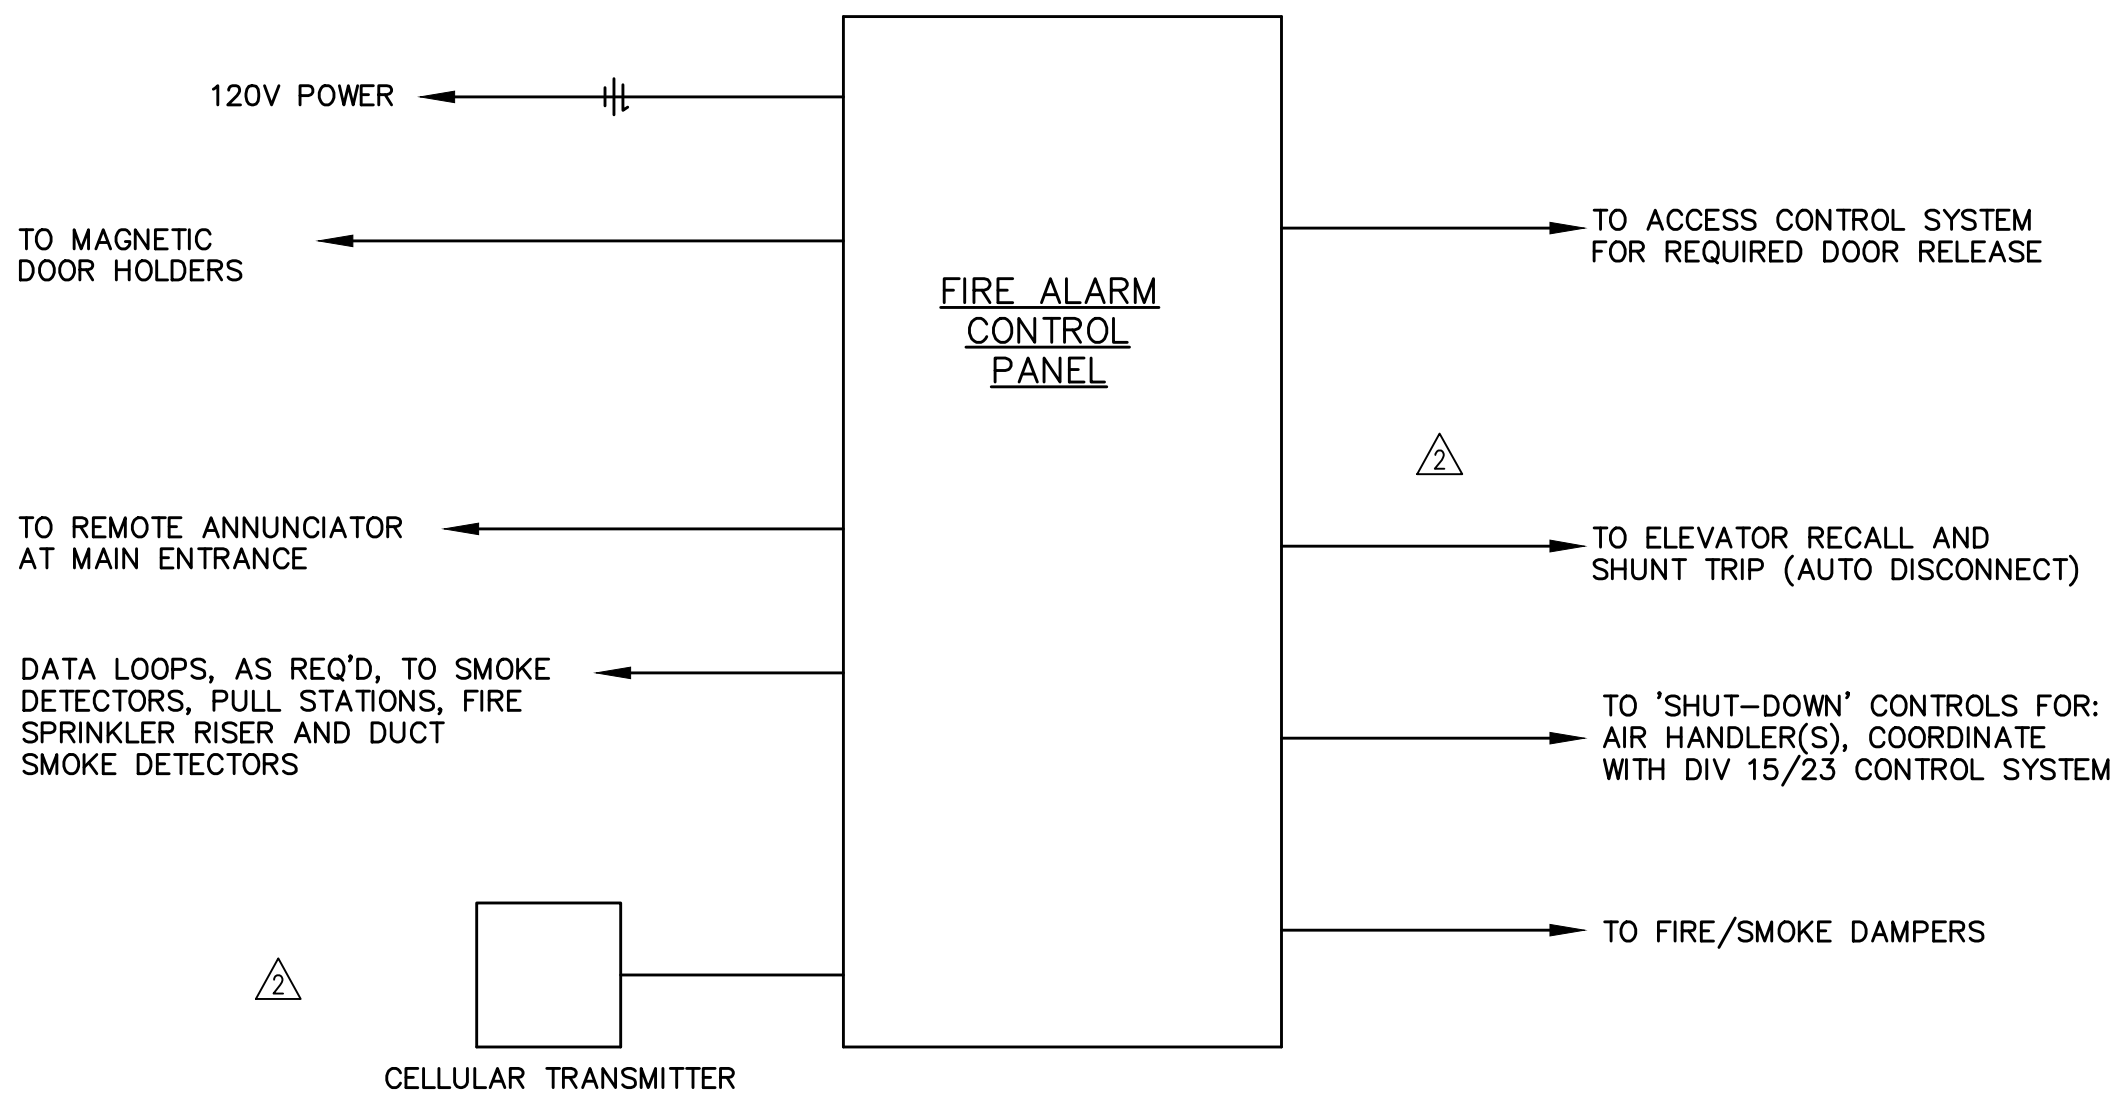 120V POWER
TO MAGNETIC
DOOR HOLDERS
TO REMOTE ANNUNCIATOR
AT MAIN ENTRANCE
DATA LOOPS, AS REQ'D, TO SMOKE
DETECTORS, PULL STATIONS, FIRE
SPRINKLER RISER AND DUCT
SMOKE DETECTORS
2
CELLULAR TRANSMITTER
FIRE ALARM
CONTROL
PANEL
TO ACCESS CONTROL SYSTEM
FOR REQUIRED DOOR RELEASE
2
TO ELEVATOR RECALL AND
SHUNT TRIP (AUTO DISCONNECT)
TO 'SHUT-DOWN' CONTROLS FOR:
AIR HANDLER(S), COORDINATE
WITH DIV 15/23 CONTROL SYSTEM
TO FIRE/SMOKE DAMPERS